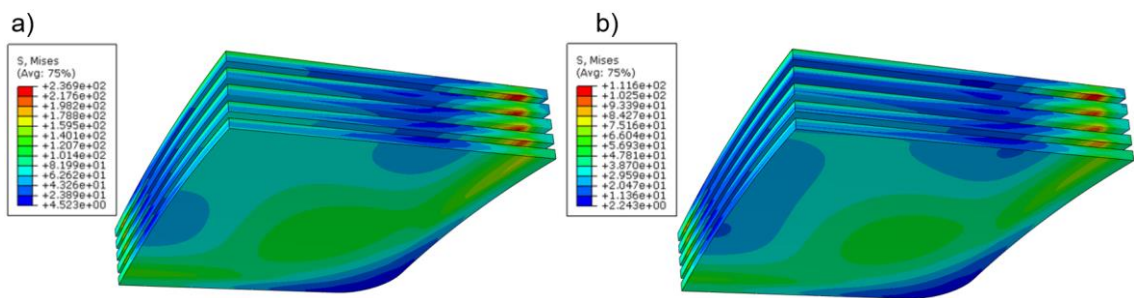 a)
S, Mises
(Avg: 75%)
+2.369e+02
+2.176e+02
+1.982e+02
+1.788e+02
+1.595e+02
+1.401e+02
+1.207e+02
+1.014e+02
+8.199e+01
+6.262e+01
+4.326e+01
+2.389e+01
+4.523e+00
b)
S, Mises
(Avg: 75%)
+1.116e+02
+1.025e+02
+9.339e+01
+8.427e+01
+7.516e+01
+6.604e+01
+5.693e+01
+4.781e+01
+3.870e+01
+2.959e+01
+2.047e+01
+1.136e+01
+2.243e+00